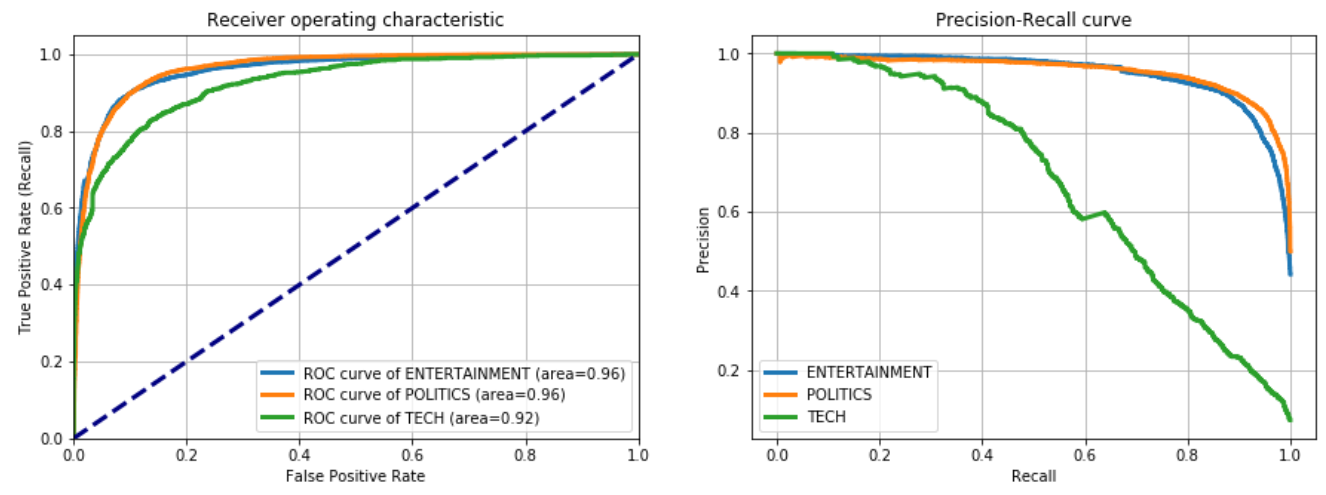 Receiver operating characteristic
True Positive Rate (Recall)
1.0
0.8
0.6
0.4
0.2
0.0
ROC curve of ENTERTAINMENT (area=0.96)
ROC curve of POLITICS (area=0.96)
ROC curve of TECH (area=0.92)
0.0 0.2 0.4 0.6 0.8 1.0
False Positive Rate
Precision-Recall curve
Precision
1.0
0.8
0.6
0.4
0.2
ENTERTAINMENT
POLITICS
TECH
0.0 0.2 0.4 0.6 0.8 1.0
Recall